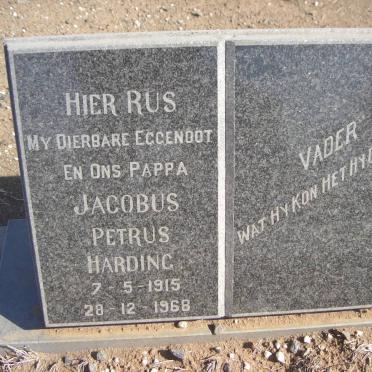 HIER RUS
MY DIERBARE EGGENOOT
EN ONS PAPPA
JACOBUS
PETRUS
HARDING
7-5-1915
28-12-1968
VADER
WAT HY KON HET HY